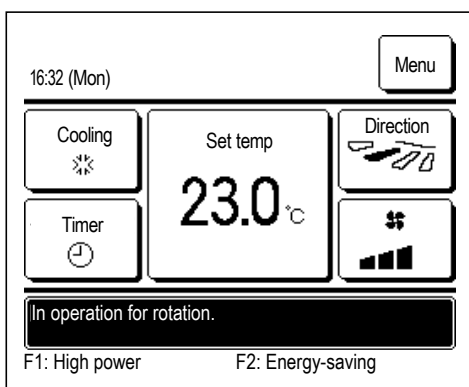 16:32 (Mon)
Menu
Cooling
Set temp
Direction
23.0 °C
Timer
In operation for rotation.
F1: High power F2: Energy-saving